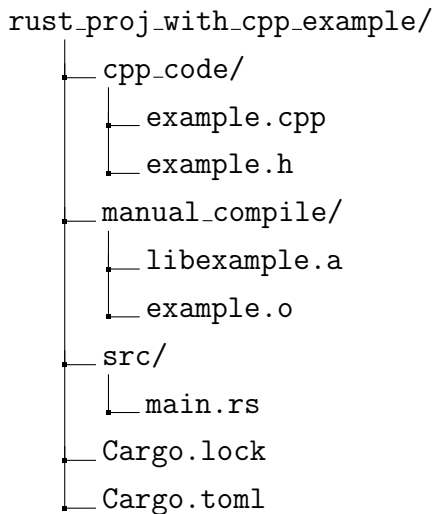 rust_proj_with_cpp_example/
cpp_code/
example.cpp
example.h
manual_compile/
libexample.a
example.o
src/
main.rs
Cargo.lock
Cargo.toml